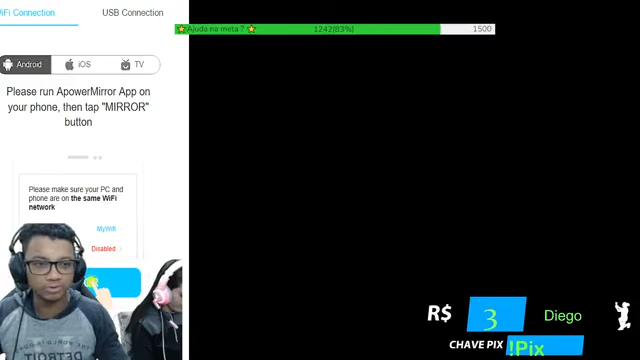 WiFi Connection
USB Connection
⭐Ajuda na meta ? ⭐
1242(83%)
1500
Android
iOS
TV
Please run ApowerMirror App on
your phone, then tap "MIRROR"
button
Please make sure your PC and
phone are on the same WiFi
network
MyWifi
Disabled
R$
3
Diego
CHAVE PIX
!Pix